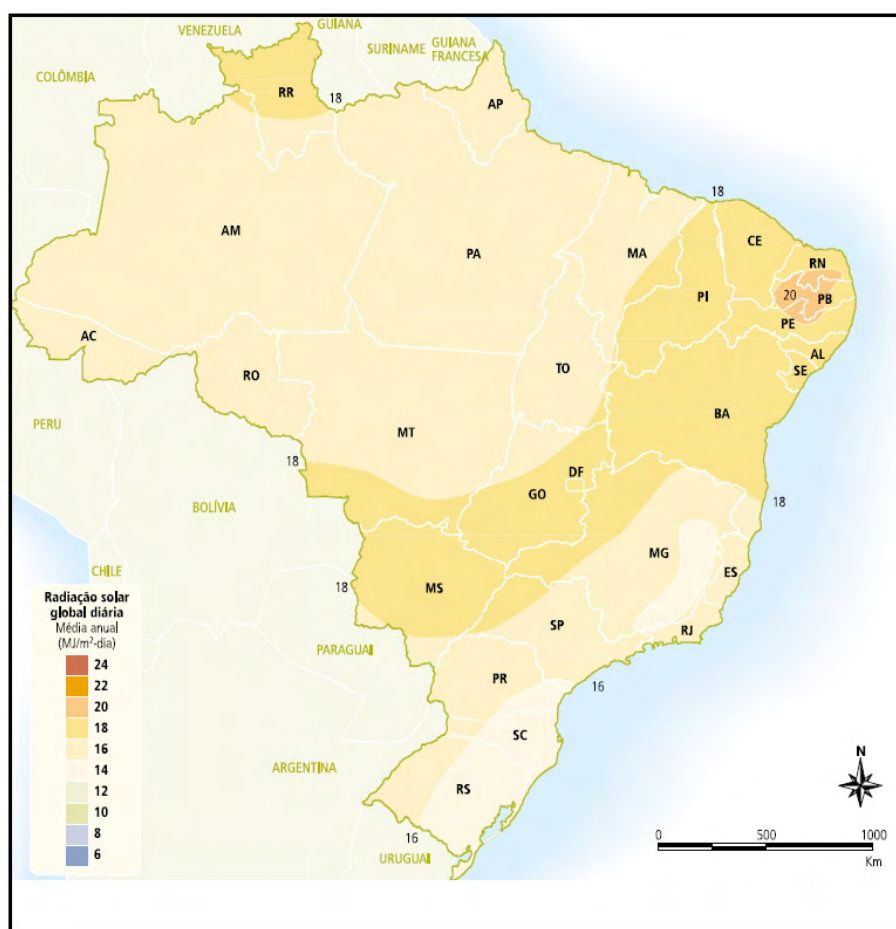 VENEZUELA
GUIANA
SURINAME
GUIANA
FRANCESA
COLÔMBIA
RR
18
AP
AM
PA
MA
18
CE
RN
PI
20
PB
PE
AC
AL
SE
RO
TO
BA
MT
PERU
18
DF
GO
18
BOLÍVIA
MG
ES
CHILE
18
MS
SP
RJ
PARAGUAI
PR
16
SC
ARGENTINA
RS
16
URUGUAI
Radiação solar
global diária
Média anual
(MJ/m²-dia)
24
22
20
18
16
14
12
10
8
6
N
0 500 1000
Km